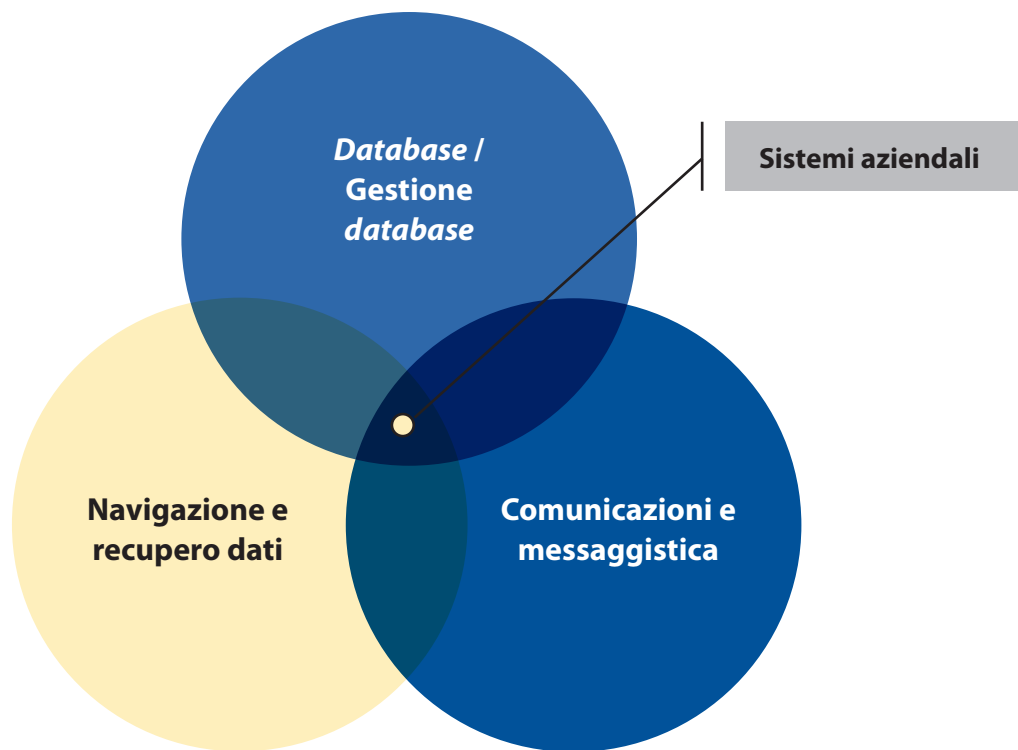 Database /
Gestione
database
Sistemi aziendali
Navigazione e
recupero dati
Comunicazioni e
messaggistica